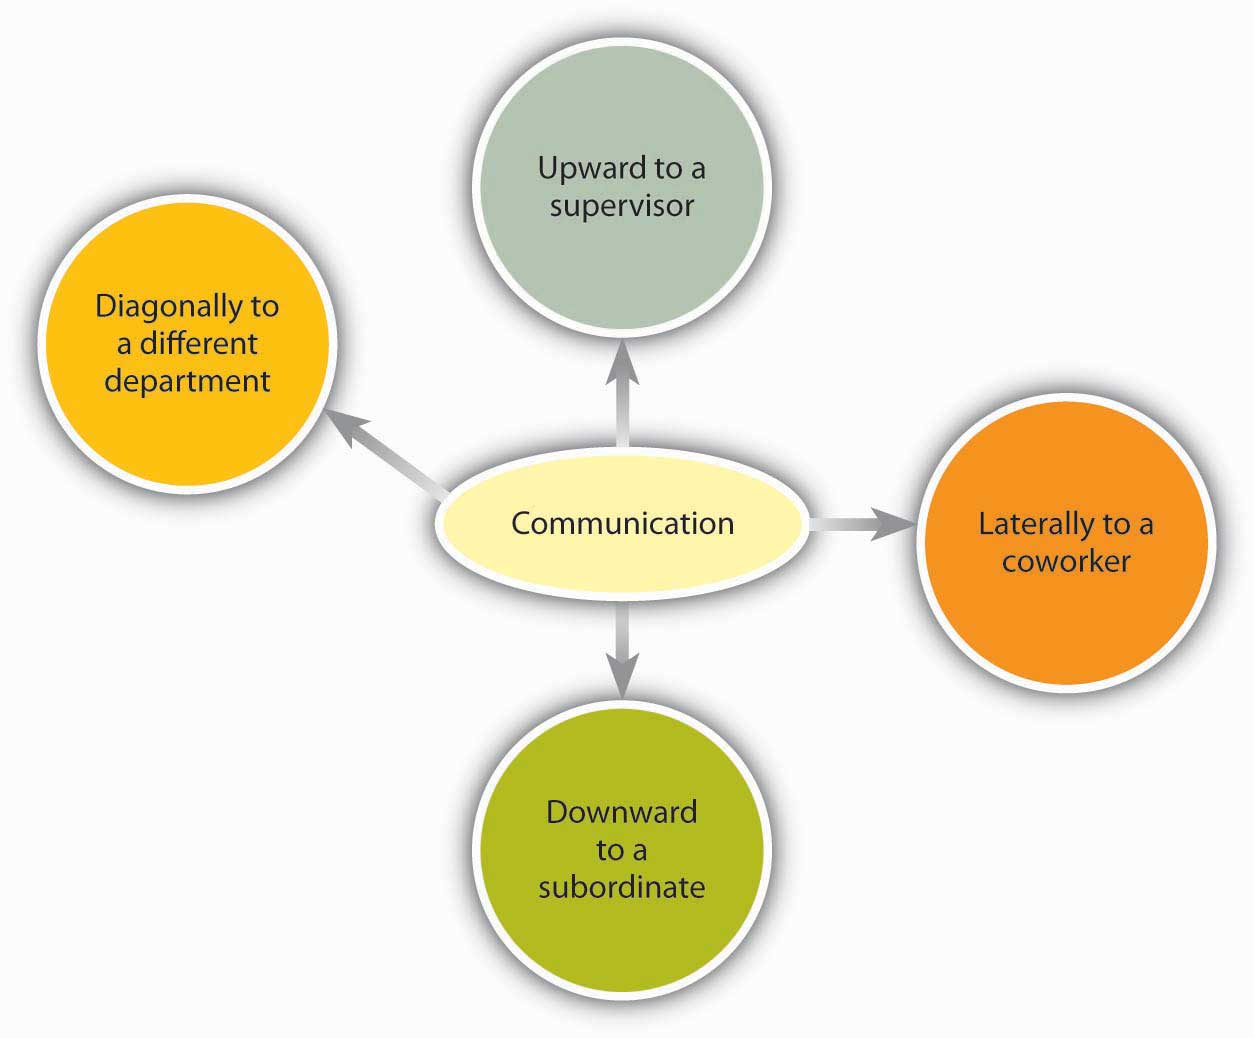 Upward to a
supervisor
Diagonally to
a different
department
Communication
Laterally to a
coworker
Downward
to a
subordinate